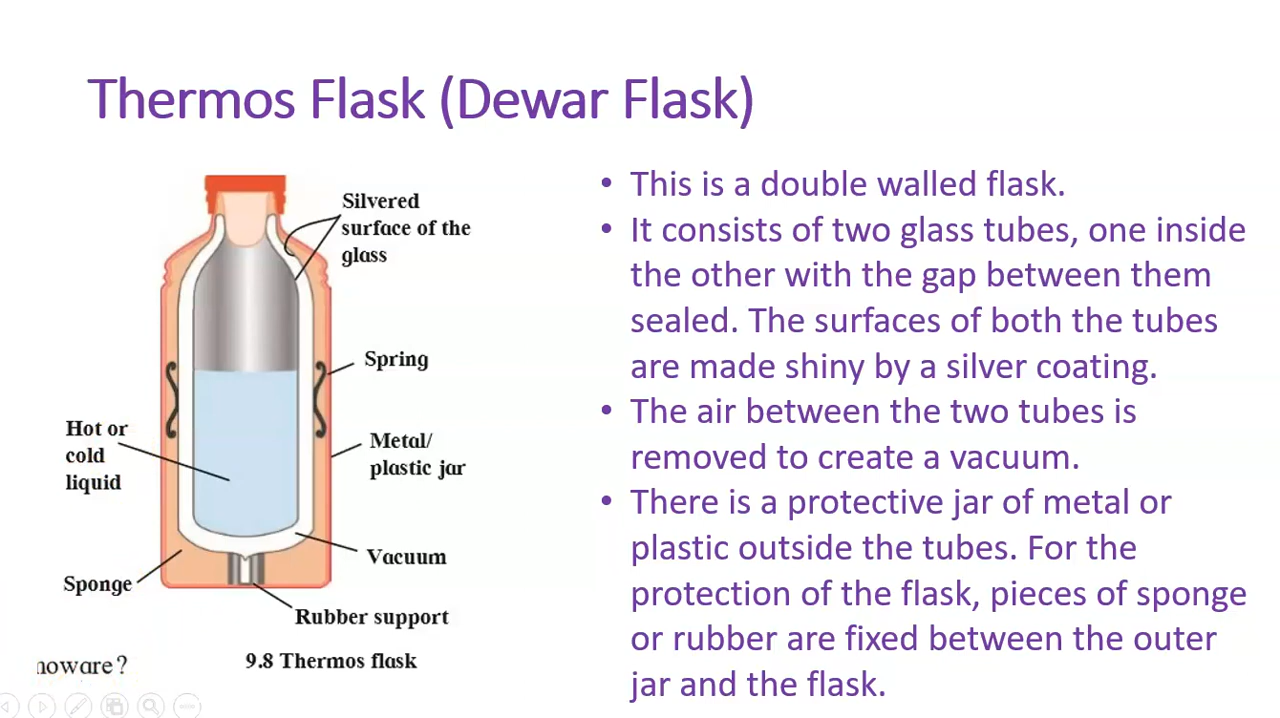 Thermos Flask (Dewar Flask)
Silvered
surface of the
glass
Spring
Hot or
cold
liquid
Metal/
plastic jar
Vacuum
Sponge
Rubber support
9.8 Thermos flask
noware?
• This is a double walled flask.
• It consists of two glass tubes, one inside
the other with the gap between them
sealed. The surfaces of both the tubes
are made shiny by a silver coating.
• The air between the two tubes is
removed to create a vacuum.
• There is a protective jar of metal or
plastic outside the tubes. For the
protection of the flask, pieces of sponge
or rubber are fixed between the outer
jar and the flask.